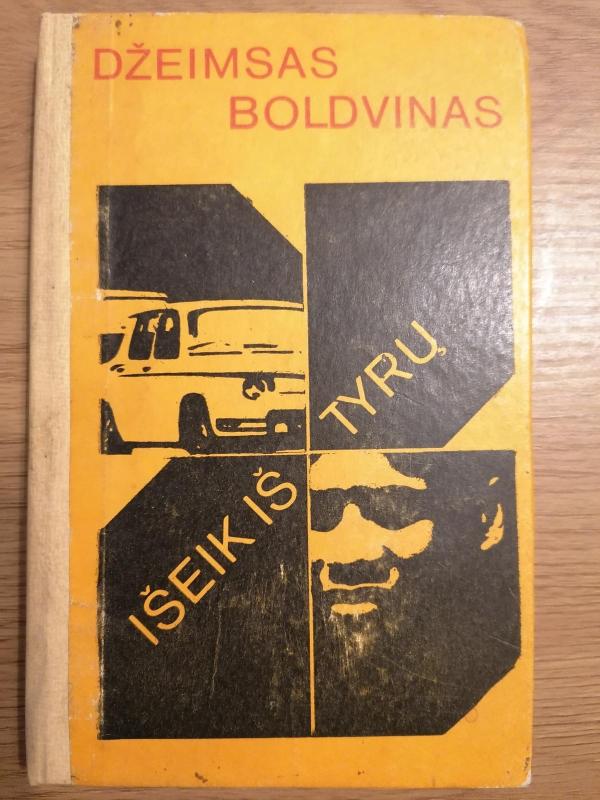 DŽEIMSAS
BOLDVINAS
IŠEIK IŠ
TYRŲ